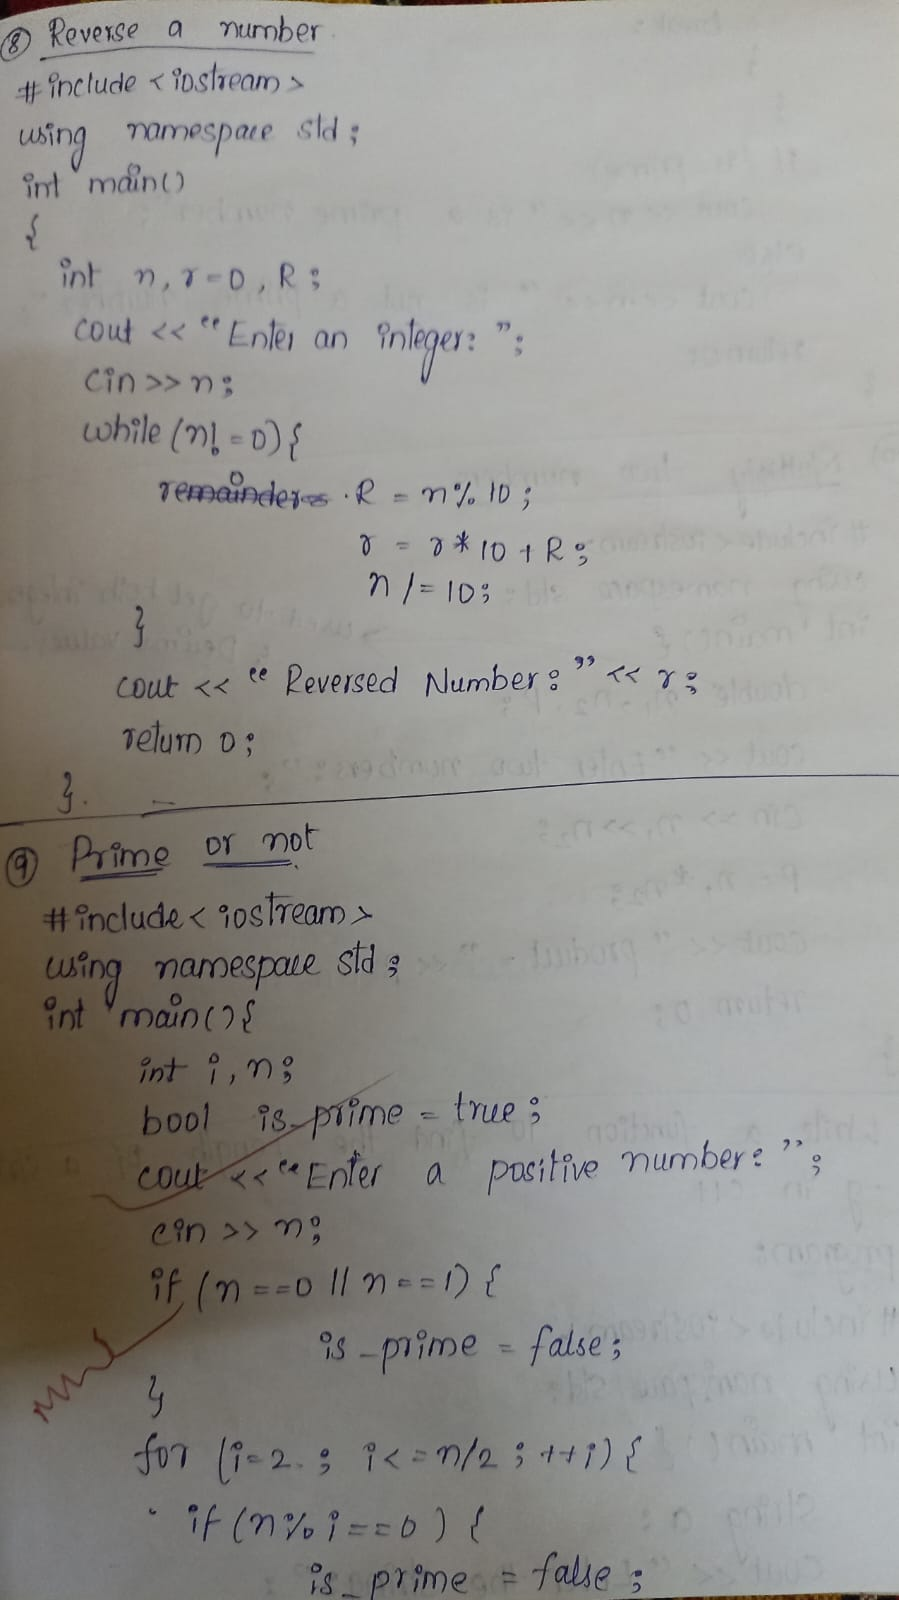 8 Reverse a number.
#include <iostream>
using namespace std;
int main()
{
int n, r=0, R;
cout << "Enter an integer: ";
cin>>n;
while (n!=0){
remainder = R = n% 10;
r = r * 10 + R;
n /= 10;
}
cout << "Reversed Number: " << r;
return 0;
}.
9 Prime or not
#include< iostream>
using namespace std;
int main(){
int i, n;
bool is_prime = true;
cout << "Enter a positive number: ";
cin >> n;
if (n==0 || n==1) {
is_prime = false;
}
for (i=2; i<=n/2; ++i) {
if (n% i==0) {
is_prime = false;